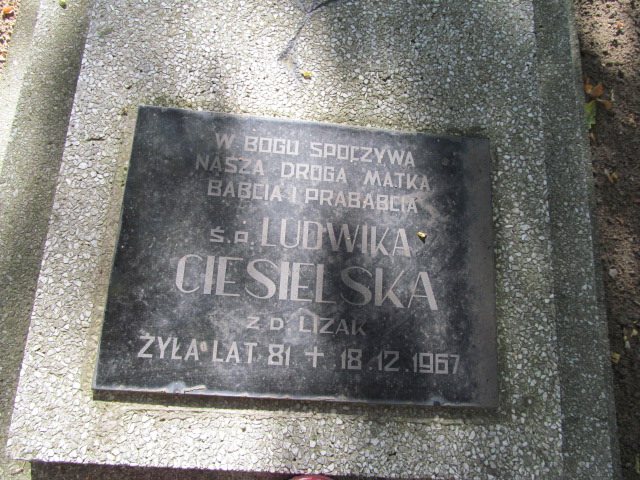 W BOGU SPOCZYWA
NASZA DROGA MATKA
BABCIA I PRABABCIA
Ś.P. LUDWIKA
CIESIELSKA
Z D. LIZAK
ŻYŁA LAT 81 + 18.12.1967